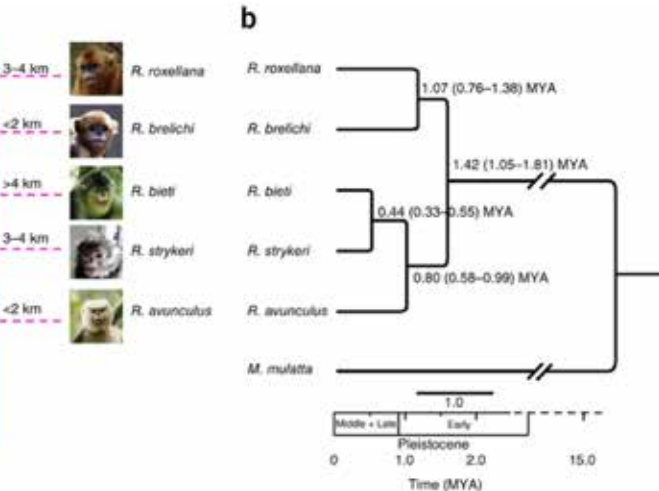 b
3–4 km
R. roxellana
<2 km
R. brelichi
>4 km
R. bieti
3–4 km
R. strykeri
<2 km
R. avunculus
R. roxellana
1.07 (0.76–1.38) MYA
R. brelichi
1.42 (1.05–1.81) MYA
R. bieti
0.44 (0.33–0.55) MYA
R. strykeri
0.80 (0.58–0.99) MYA
R. avunculus
M. mulatta
1.0
Middle + Late Early
Pleistocene
0 1.0 2.0 15.0
Time (MYA)